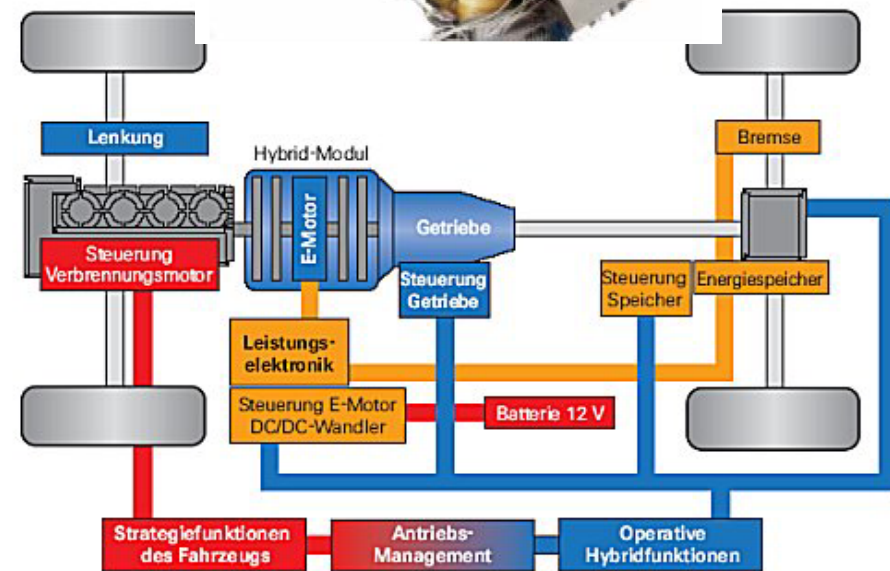 Lenkung
Bremse
Hybrid-Modul
E-Motor
Getriebe
Steuerung
Verbrennungsmotor
Steuerung
Getriebe
Steuerung
Speicher
Energiespeicher
Leistungs-
elektronik
Steuerung E-Motor
DC/DC-Wandler
Batterie 12 V
Strategiefunktionen
des Fahrzeugs
Antriebs-
Management
Operative
Hybridfunktionen